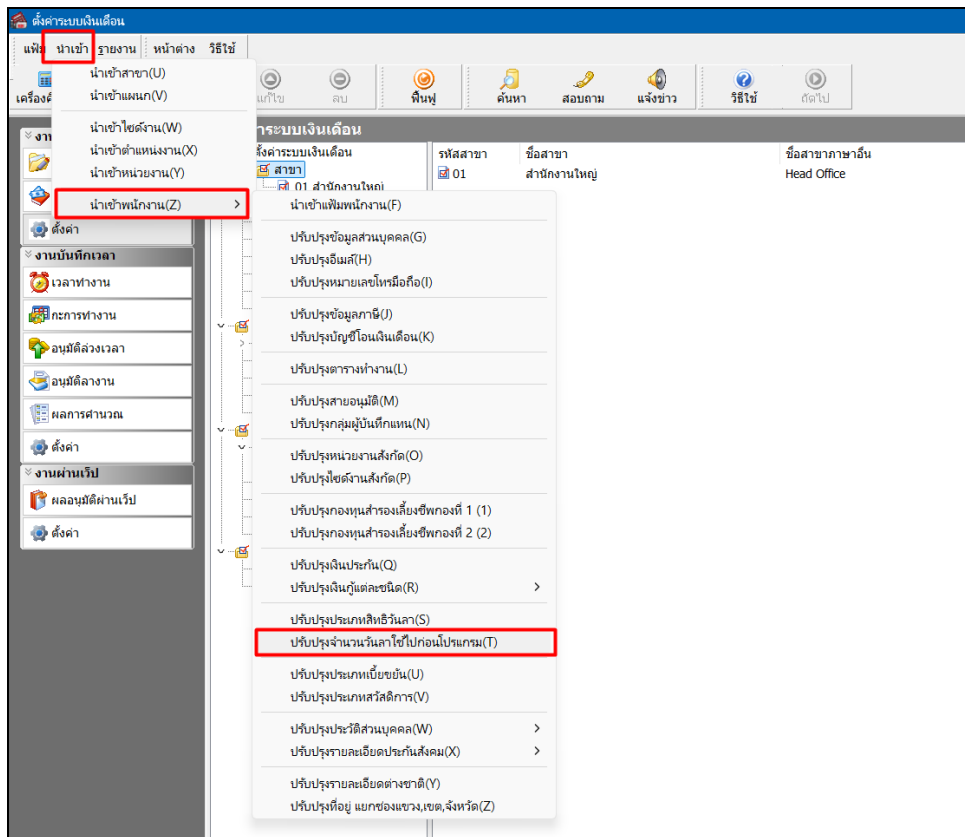 ตั้งค่าระบบเงินเดือน
นำเข้า รายงาน หน้าต่าง วิธีใช้
แก้ไข ลบ ฟื้นฟู ค้นหา สอบถาม แจ้งข่าว วิธีใช้ ถัดไป
นำเข้าสาขา(U)
นำเข้าแผนก(V)
นำเข้าไซต์งาน(W)
นำเข้าตำแหน่งงาน(X)
นำเข้าหน่วยงาน(Y)
นำเข้าพนักงาน(Z)
ตั้งค่า
งานบันทึกเวลา
เวลาทำงาน
กะการทำงาน
อนุมัติล่วงเวลา
อนุมัติลางาน
ผลการคำนวณ
ตั้งค่า
งานผ่านเว็ป
ผลอนุมัติผ่านเว็ป
ตั้งค่า
ระบบเงินเดือน
ตั้งค่าระบบเงินเดือน
สาขา
01 สำนักงานใหญ่
รหัสสาขา ชื่อสาขา ชื่อสาขาภาษาอื่น
01 สำนักงานใหญ่ Head Office
นำเข้าแฟ้มพนักงาน(F)
ปรับปรุงข้อมูลส่วนบุคคล(G)
ปรับปรุงอีเมล์(H)
ปรับปรุงหมายเลขโทรมือถือ(I)
ปรับปรุงข้อมูลภาษี(J)
ปรับปรุงบัญชีโอนเงินเดือน(K)
ปรับปรุงตารางทำงาน(L)
ปรับปรุงสายอนุมัติ(M)
ปรับปรุงกลุ่มผู้บันทึกแทน(N)
ปรับปรุงหน่วยงานสังกัด(O)
ปรับปรุงไซต์งานสังกัด(P)
ปรับปรุงกองทุนสำรองเลี้ยงชีพกองที่ 1 (1)
ปรับปรุงกองทุนสำรองเลี้ยงชีพกองที่ 2 (2)
ปรับปรุงเงินประกัน(Q)
ปรับปรุงเงินกู้แต่ละชนิด(R)
ปรับปรุงประเภทสิทธิวันลา(S)
ปรับปรุงจำนวนวันลาใช้ไปก่อนโปรแกรม(T)
ปรับปรุงประเภทเบี้ยขยัน(U)
ปรับปรุงประเภทสวัสดิการ(V)
ปรับปรุงประวัติส่วนบุคคล(W)
ปรับปรุงรายละเอียดประกันสังคม(X)
ปรับปรุงรายละเอียดต่างชาติ(Y)
ปรับปรุงที่อยู่ แยกช่องแขวง,เขต,จังหวัด(Z)